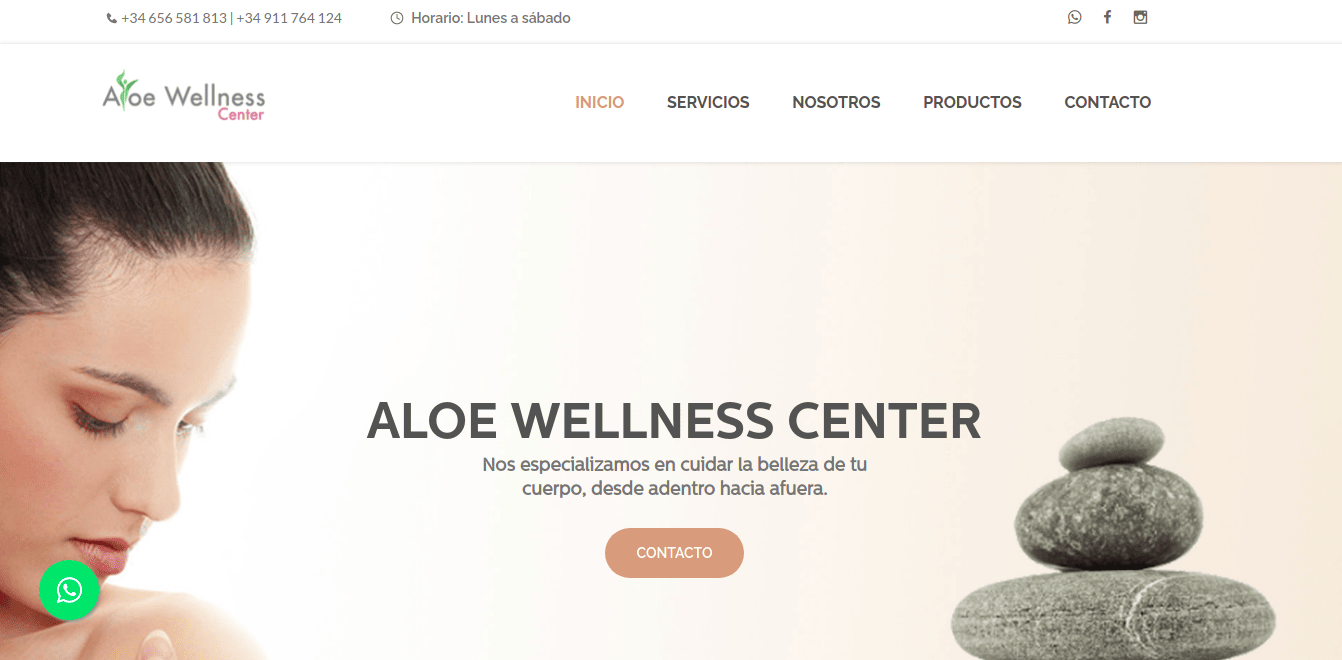 +34 656 581 813 | +34 911 764 124
Horario: Lunes a sábado
Aloe Wellness
Center
INICIO
SERVICIOS
NOSOTROS
PRODUCTOS
CONTACTO
ALOE WELLNESS CENTER
Nos especializamos en cuidar la belleza de tu
cuerpo, desde adentro hacia afuera.
CONTACTO